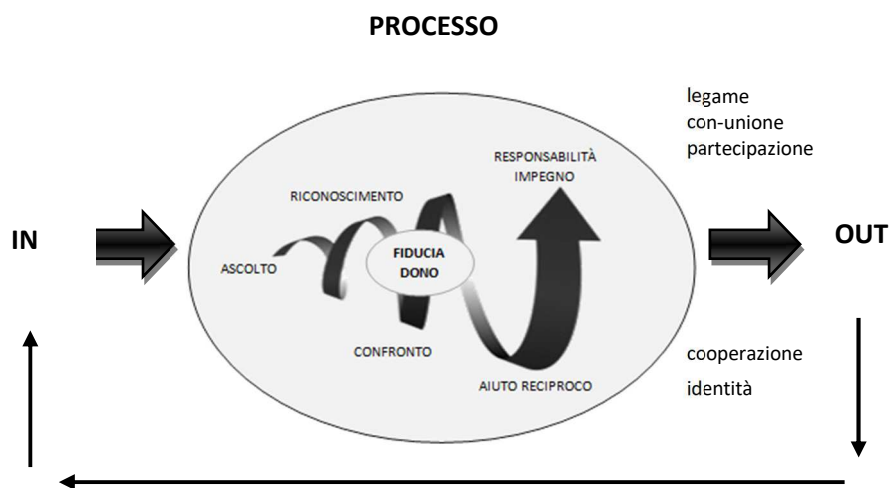 PROCESSO
legame
con-unione
partecipazione
RESPONSABILITÀ
IMPEGNO
RICONOSCIMENTO
IN
FIDUCIA
DONO
OUT
ASCOLTO
CONFRONTO
AIUTO RECIPROCO
cooperazione
identità